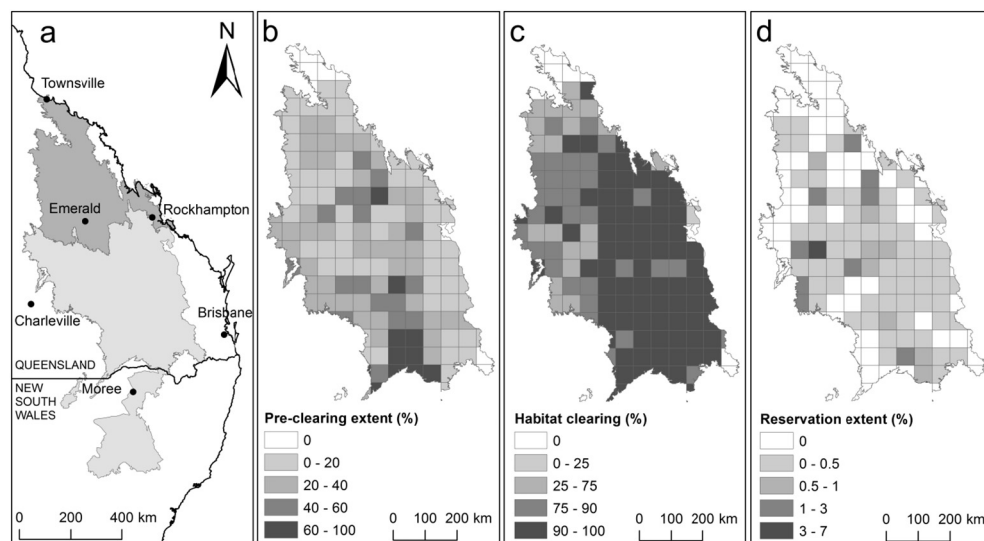 a
N
Townsville
Emerald
Rockhampton
Charleville
Brisbane
QUEENSLAND
NEW
SOUTH
WALES
Moree
0 200 400 km
b
Pre-clearing extent (%)
0
0 - 20
20 - 40
40 - 60
60 - 100
0 100 200 km
c
Habitat clearing (%)
0
0 - 25
25 - 75
75 - 90
90 - 100
0 100 200 km
d
Reservation extent (%)
0
0 - 0.5
0.5 - 1
1 - 3
3 - 7
0 100 200 km